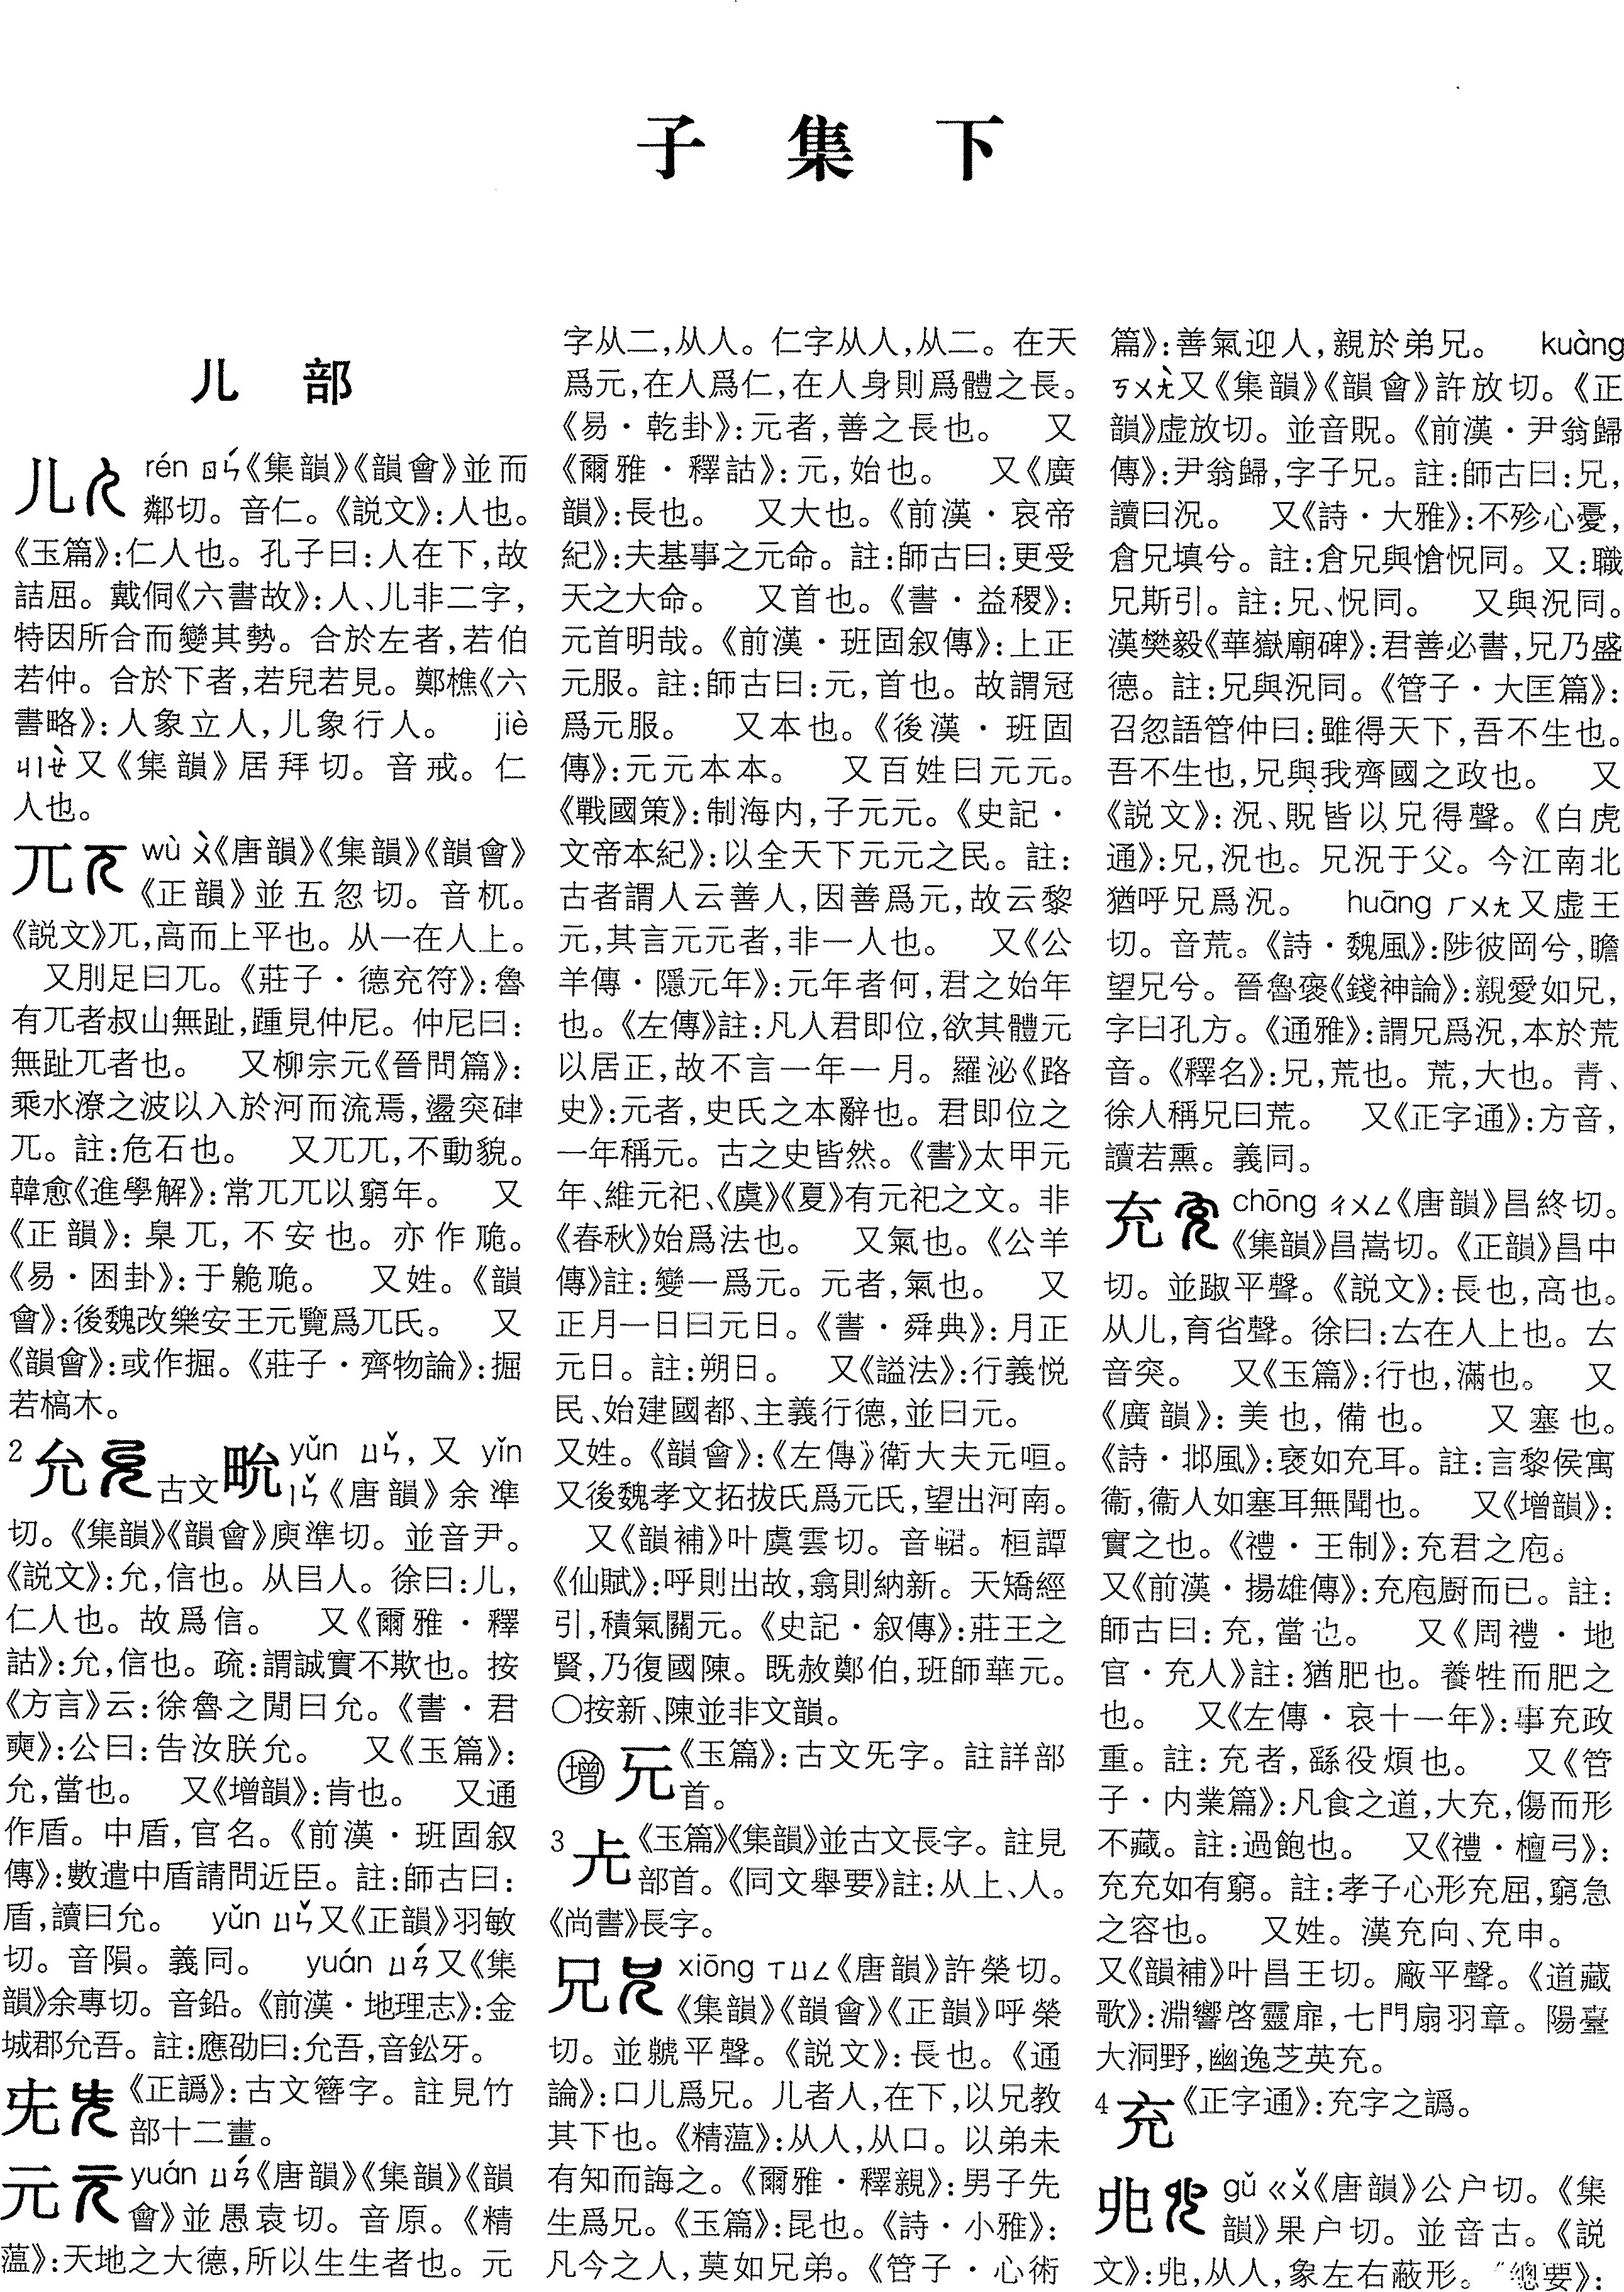 子集下
儿部
儿 rén ㄖㄣˊ《集韻》《韻會》並而
鄰切。音仁。《説文》:人也。
《玉篇》:仁人也。孔子曰:人在下,故
詰屈。戴侗《六書故》:人、儿非二字,
特因所合而變其勢。合於左者,若伯
若仲。合於下者,若兒若見。鄭樵《六
書略》:人象立人,儿象行人。 jiè
ㄐㄧㄝˋ又《集韻》居拜切。音戒。仁
人也。
兀 wù ㄨˋ《唐韻》《集韻》《韻會》
《正韻》並五忽切。音杌。
《説文》兀,高而上平也。从一在人上。
又刖足曰兀。《莊子・德充符》:魯
有兀者叔山無趾,踵見仲尼。仲尼曰:
無趾兀者也。 又柳宗元《晉問篇》:
乘水潦之波以入於河而流焉,盪突硉
兀。註:危石也。 又兀兀,不動貌。
韓愈《進學解》:常兀兀以窮年。 又
《正韻》:臬兀,不安也。亦作卼。
《易・困卦》:于臲卼。 又姓。《韻
會》:後魏改樂安王元覽爲兀氏。 又
《韻會》:或作掘。《莊子・齊物論》:掘
若槁木。
2 允 古文㽙 yǔn ㄩㄣˇ,又 yǐn
ㄧㄣˇ《唐韻》余準
切。《集韻》《韻會》庾準切。並音尹。
《説文》:允,信也。从㠯人。徐曰:儿,
仁人也。故爲信。 又《爾雅・釋
詁》:允,信也。疏:謂誠實不欺也。按
《方言》云:徐魯之閒曰允。《書・君
奭》:公曰:告汝朕允。 又《玉篇》:
允,當也。 又《增韻》:肯也。 又通
作盾。中盾,官名。《前漢・班固叙
傳》:數遣中盾請問近臣。註:師古曰:
盾,讀曰允。 yǔn ㄩㄣˇ又《正韻》羽敏
切。音隕。義同。 yuán ㄩㄢˊ又《集
韻》余專切。音鉛。《前漢・地理志》:金
城郡允吾。註:應劭曰:允吾,音鈆牙。
兂 《正譌》:古文簪字。註見竹
部十二畫。
元 yuán ㄩㄢˊ《唐韻》《集韻》《韻
會》並愚袁切。音原。《精
薀》:天地之大德,所以生生者也。元
字从二,从人。仁字从人,从二。在天
爲元,在人爲仁,在人身則爲體之長。
《易・乾卦》:元者,善之長也。 又
《爾雅・釋詁》:元,始也。 又《廣
韻》:長也。 又大也。《前漢・哀帝
紀》:夫基事之元命。註:師古曰:更受
天之大命。 又首也。《書・益稷》:
元首明哉。《前漢・班固叙傳》:上正
元服。註:師古曰:元,首也。故謂冠
爲元服。 又本也。《後漢・班固
傳》:元元本本。 又百姓曰元元。
《戰國策》:制海内,子元元。《史記・
文帝本紀》:以全天下元元之民。註:
古者謂人云善人,因善爲元,故云黎
元,其言元元者,非一人也。 又《公
羊傳・隱元年》:元年者何,君之始年
也。《左傳》註:凡人君即位,欲其體元
以居正,故不言一年一月。羅泌《路
史》:元者,史氏之本辭也。君即位之
一年稱元。古之史皆然。《書》太甲元
年、維元祀、《虞》《夏》有元祀之文。非
《春秋》始爲法也。 又氣也。《公羊
傳》註:變一爲元。元者,氣也。 又
正月一日曰元日。《書・舜典》:月正
元日。註:朔日。 又《謚法》:行義悦
民、始建國都、主義行德,並曰元。
又姓。《韻會》:《左傳》衛大夫元咺。
又後魏孝文拓拔氏爲元氏,望出河南。
又《韻補》叶虞雲切。音輑。桓譚
《仙賦》:呼則出故,翕則納新。夭矯經
引,積氣關元。《史記・叙傳》:莊王之
賢,乃復國陳。既赦鄭伯,班師華元。
〇按新、陳並非文韻。
增 兀 《玉篇》:古文旡字。註詳部
首。
3 兏 《玉篇》《集韻》並古文長字。註見
部首。《同文舉要》註:从上、人。
《尚書》長字。
兄 xiōng ㄒㄩㄥ《唐韻》許榮切。
《集韻》《韻會》《正韻》呼榮
切。並䚇平聲。《説文》:長也。《通
論》:口儿爲兄。儿者人,在下,以兄教
其下也。《精薀》:从人,从口。以弟未
有知而誨之。《爾雅・釋親》:男子先
生爲兄。《玉篇》:昆也。《詩・小雅》:
凡今之人,莫如兄弟。《管子・心術
篇》:善氣迎人,親於弟兄。 kuàng
ㄎㄨㄤˋ又《集韻》《韻會》許放切。《正
韻》虛放切。並音貺。《前漢・尹翁歸
傳》:尹翁歸,字子兄。註:師古曰:兄,
讀曰況。 又《詩・大雅》:不殄心憂,
倉兄填兮。註:倉兄與愴怳同。又:職
兄斯引。註:兄、怳同。 又與況同。
漢樊毅《華嶽廟碑》:君善必書,兄乃盛
德。註:兄與況同。《管子・大匡篇》:
召忽語管仲曰:雖得天下,吾不生也。
吾不生也,兄與我齊國之政也。 又
《説文》:況、貺皆以兄得聲。《白虎
通》:兄,況也。兄況于父。今江南北
猶呼兄爲況。 huāng ㄏㄨㄤ又虛王
切。音荒。《詩・魏風》:陟彼岡兮,瞻
望兄兮。晉魯褒《錢神論》:親愛如兄,
字曰孔方。《通雅》:謂兄爲況,本於荒
音。《釋名》:兄,荒也。荒,大也。青、
徐人稱兄曰荒。 又《正字通》:方音,
讀若熏。義同。
充 chōng ㄔㄨㄥ《唐韻》昌終切。
《集韻》昌嵩切。《正韻》昌中
切。並踧平聲。《説文》:長也,高也。
从儿,育省聲。徐曰:𠫓在人上也。𠫓
音突。 又《玉篇》:行也,滿也。 又
《廣韻》:美也,備也。 又塞也。
《詩・邶風》:褎如充耳。註:言黎侯寓
衞,衞人如塞耳無聞也。 又《增韻》:
實之也。《禮・王制》:充君之庖。
又《前漢・揚雄傳》:充庖廚而已。註:
師古曰:充,當也。 又《周禮・地
官・充人》註:猶肥也。養牲而肥之
也。 又《左傳・哀十一年》:事充政
重。註:充者,繇役煩也。 又《管
子・内業篇》:凡食之道,大充,傷而形
不藏。註:過飽也。 又《禮・檀弓》:
充充如有窮。註:孝子心形充屈,窮急
之容也。 又姓。漢充向、充申。
又《韻補》叶昌王切。廠平聲。《道藏
歌》:淵響啓靈扉,七門扇羽章。陽臺
大洞野,幽逸芝英充。
4 《正字通》:充字之譌。
𠑹 gǔ ㄍㄨˇ《唐韻》公户切。《集
韻》果户切。並音古。《説
文》:𠑹,从人,象左右蔽形。《總要》: